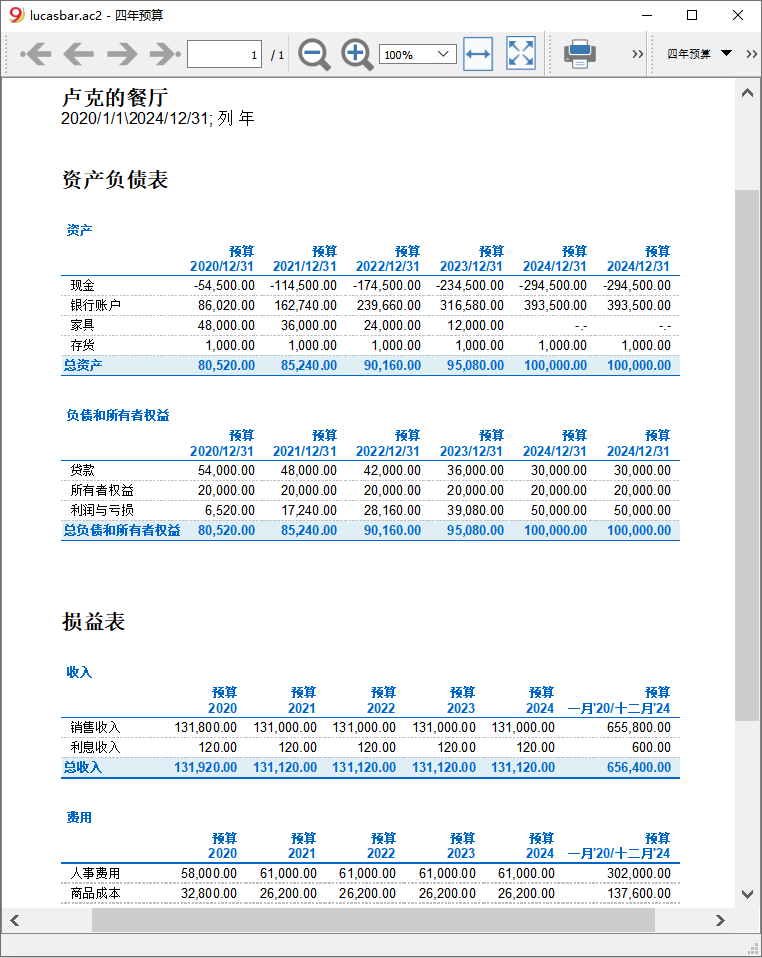 lucasbar.ac2 - 四年预算
1 / 1 100% 四年预算
卢克的餐厅
2020/1/1\2024/12/31; 列 年
资产负债表
资产
预算 预算 预算 预算 预算 预算
2020/12/31 2021/12/31 2022/12/31 2023/12/31 2024/12/31 2024/12/31
现金 -54,500.00 -114,500.00 -174,500.00 -234,500.00 -294,500.00 -294,500.00
银行账户 86,020.00 162,740.00 239,660.00 316,580.00 393,500.00 393,500.00
家具 48,000.00 36,000.00 24,000.00 12,000.00 -.- -.-
存货 1,000.00 1,000.00 1,000.00 1,000.00 1,000.00 1,000.00
总资产 80,520.00 85,240.00 90,160.00 95,080.00 100,000.00 100,000.00
负债和所有者权益
预算 预算 预算 预算 预算 预算
2020/12/31 2021/12/31 2022/12/31 2023/12/31 2024/12/31 2024/12/31
贷款 54,000.00 48,000.00 42,000.00 36,000.00 30,000.00 30,000.00
所有者权益 20,000.00 20,000.00 20,000.00 20,000.00 20,000.00 20,000.00
利润与亏损 6,520.00 17,240.00 28,160.00 39,080.00 50,000.00 50,000.00
总负债和所有者权益 80,520.00 85,240.00 90,160.00 95,080.00 100,000.00 100,000.00
损益表
收入
预算 预算 预算 预算 预算 预算
2020 2021 2022 2023 2024 一月'20/十二月'24
销售收入 131,800.00 131,000.00 131,000.00 131,000.00 131,000.00 655,800.00
利息收入 120.00 120.00 120.00 120.00 120.00 600.00
总收入 131,920.00 131,120.00 131,120.00 131,120.00 131,120.00 656,400.00
费用
预算 预算 预算 预算 预算 预算
2020 2021 2022 2023 2024 一月'20/十二月'24
人事费用 58,000.00 61,000.00 61,000.00 61,000.00 61,000.00 302,000.00
商品成本 32,800.00 26,200.00 26,200.00 26,200.00 26,200.00 137,600.00